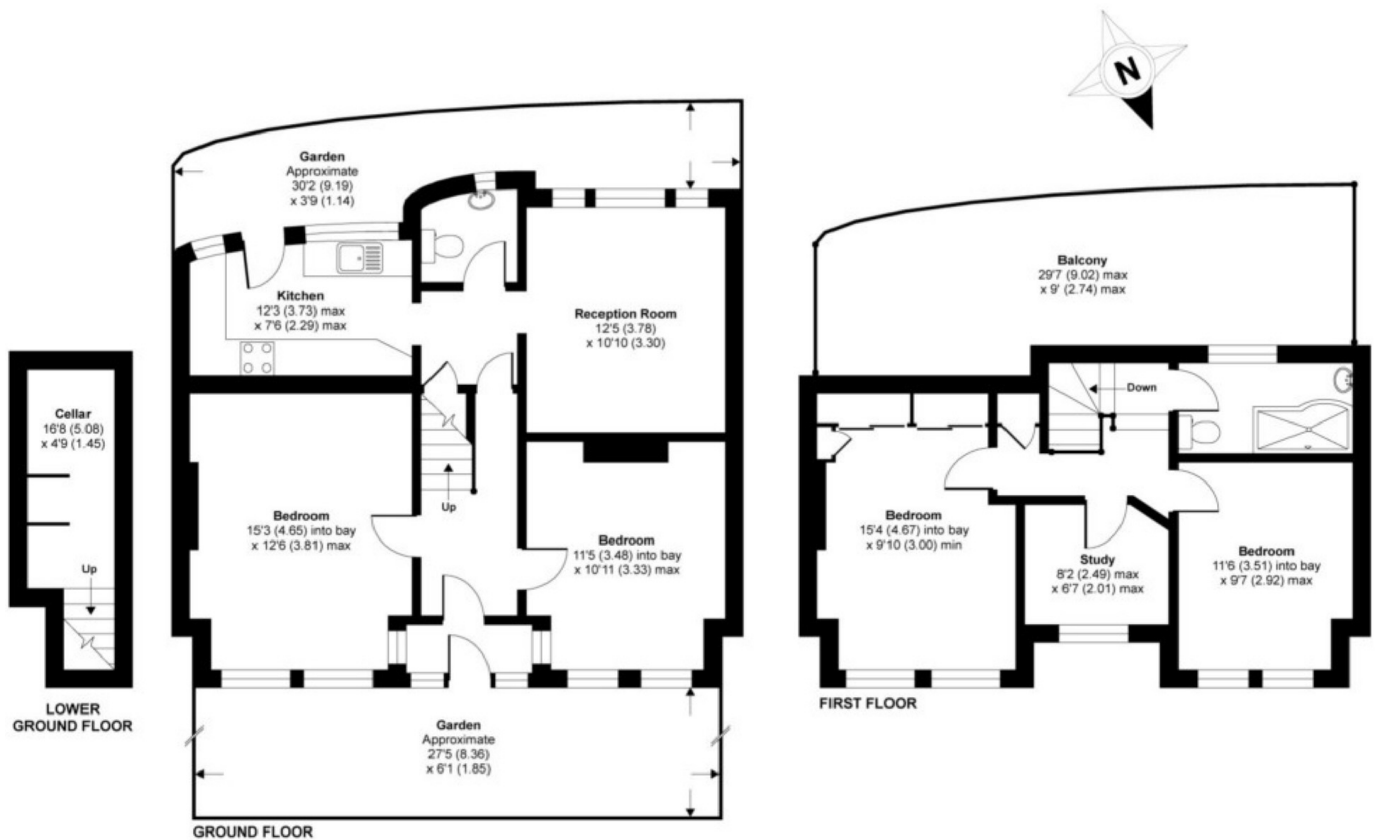 N
Garden
Approximate
30'2 (9.19)
x 3'9 (1.14)
Kitchen
12'3 (3.73) max
x 7'6 (2.29) max
Reception Room
12'5 (3.78)
x 10'10 (3.30)
Balcony
29'7 (9.02) max
x 9' (2.74) max
Cellar
16'8 (5.08)
x 4'9 (1.45)
Up
LOWER
GROUND FLOOR
Bedroom
15'3 (4.65) into bay
x 12'6 (3.81) max
Up
Bedroom
11'5 (3.48) into bay
x 10'11 (3.33) max
Garden
Approximate
27'5 (8.36)
x 6'1 (1.85)
GROUND FLOOR
Down
Bedroom
15'4 (4.67) into bay
x 9'10 (3.00) min
Study
8'2 (2.49) max
x 6'7 (2.01) max
Bedroom
11'6 (3.51) into bay
x 9'7 (2.92) max
FIRST FLOOR